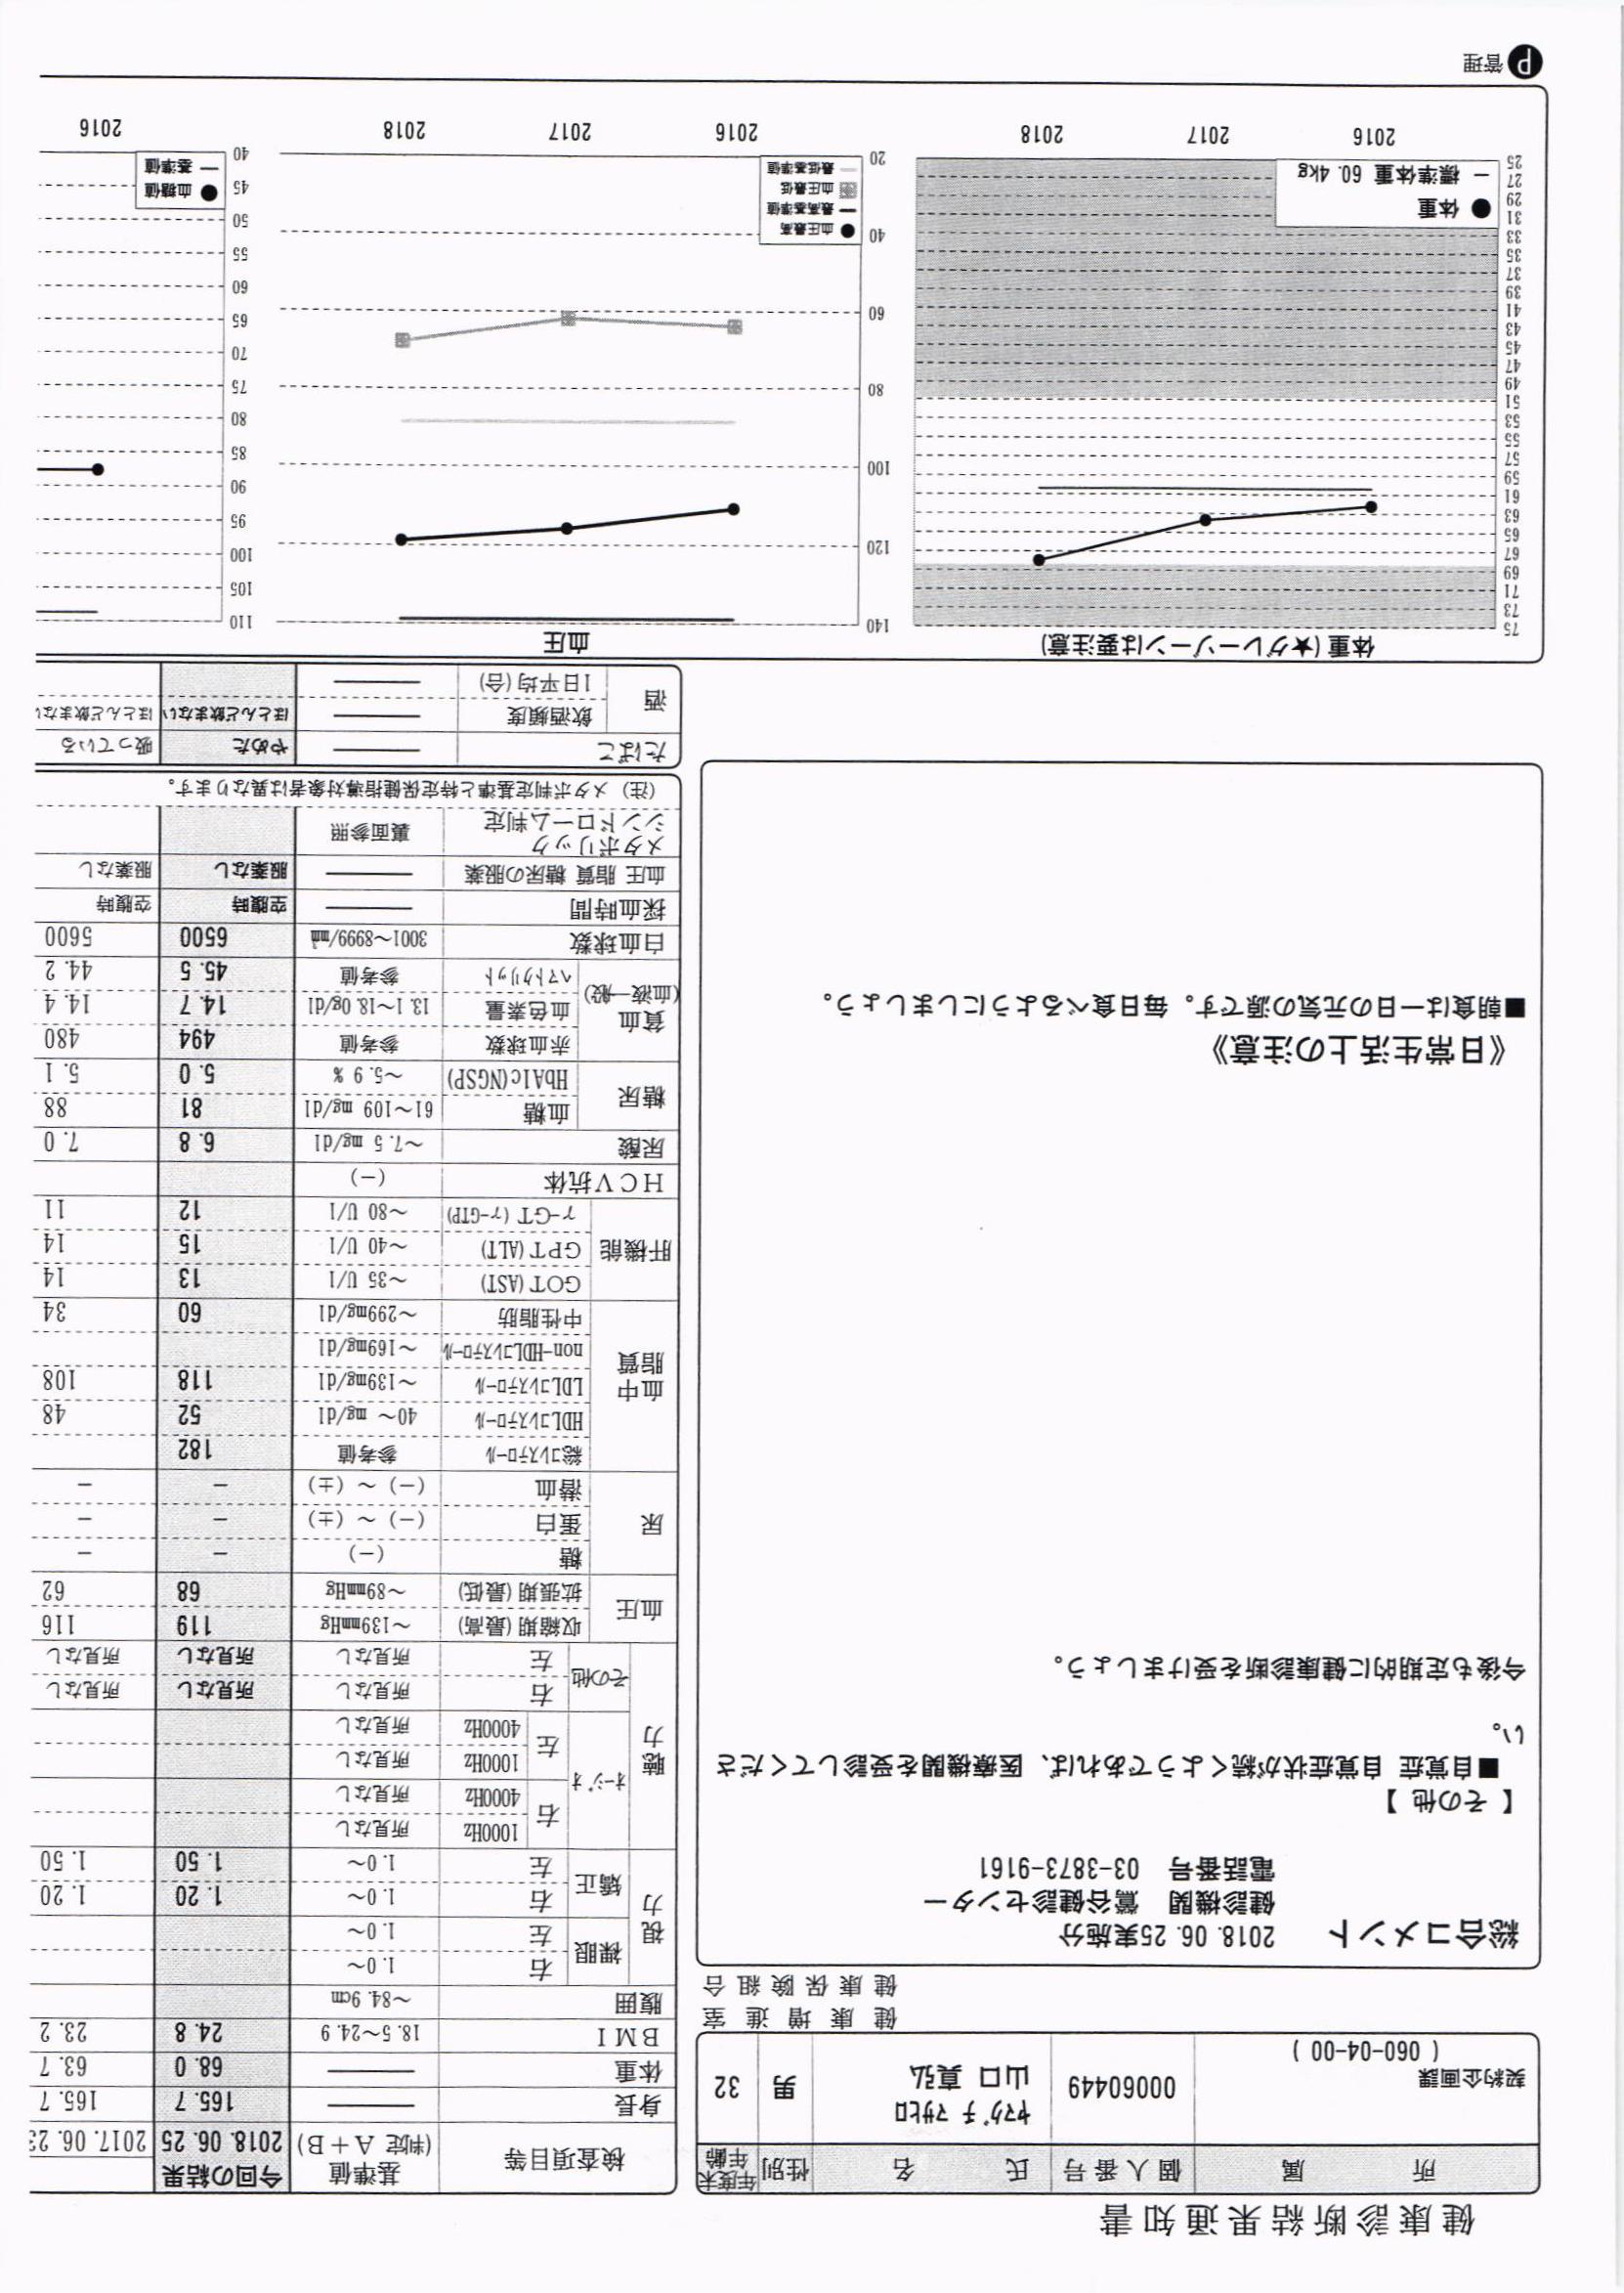 健康診断結果通知書
所属 個人番号 氏名 性別 年度末年齢
契約企画課
( 060-04-00 )
00060449
ﾔﾏｸﾞﾁ ﾏｻﾋﾛ
山口 真弘
男 32
健康増進室
健康保険組合
総合コメント 2018. 06. 25実施分
健診機関 鶯谷健診センター
電話番号 03-3873-9161
【 その他 】
■自覚症 自覚症状が続くようであれば、医療機関を受診してくださ
い。
今後も定期的に健康診断を受けましょう。
《日常生活上の注意》
■朝食は一日の元気の源です。毎日食べるようにしましょう。
検査項目等 基準値 (判定 A+B) 今回の結果 2018. 06. 25 2017. 06. 2
身長 ──── 165. 7 165. 7
体重 ──── 68. 0 63. 7
BMI 18. 5～24. 9 24. 8 23. 2
腹囲 ～84. 9cm
視力 裸眼 右 1. 0～
左 1. 0～
矯正 右 1. 0～ 1. 20 1. 20
左 1. 0～ 1. 50 1. 50
聴力 ｵｰｼﾞｵ 右 1000Hz 所見なし
4000Hz 所見なし
左 1000Hz 所見なし
4000Hz 所見なし
その他 右 所見なし 所見なし 所見なし
左 所見なし 所見なし 所見なし
血圧 収縮期(最高) ～139mmHg 119 116
拡張期(最低) ～89mmHg 68 62
尿 糖 (－) － －
蛋白 (－) ～ (±) － －
潜血 (－) ～ (±) － －
血中脂質 総ｺﾚｽﾃﾛｰﾙ 参考値 182
HDLｺﾚｽﾃﾛｰﾙ 40～ mg/dl 52 48
LDLｺﾚｽﾃﾛｰﾙ ～139mg/dl 118 108
non-HDLｺﾚｽﾃﾛｰﾙ ～169mg/dl
中性脂肪 ～299mg/dl 60 34
肝機能 GOT (AST) ～35 U/l 13 14
GPT (ALT) ～40 U/l 15 14
γ-GT (γ-GTP) ～80 U/l 12 11
HCV抗体 (－)
尿酸 ～7. 5 mg/dl 6. 8 7. 0
糖尿 血糖 61～109 mg/dl 81 88
HbA1c(NGSP) ～5. 9 % 5. 0 5. 1
貧血 (血液一般) 赤血球数 参考値 494 480
血色素量 13. 1～18. 0g/dl 14. 7 14. 4
ﾍﾏﾄｸﾘｯﾄ 参考値 45. 5 44. 2
白血球数 3001～8999/m㎥ 6500 5600
採血時間 ──── 空腹時 空腹時
血圧 脂質 糖尿の服薬 ──── 服薬なし 服薬なし
メタボリックシンドローム判定 裏面参照
(注) メタボ判定基準と特定保健指導対象者は異なります。
たばこ ──── やめた 吸っている
酒 飲酒頻度 ──── ほとんど飲まない ほとんど飲まない
1日平均(合) ────
体重(★グレーゾーンは要注意)
75
73
71
69
67
65
63
61
59
57
55
53
51
49
47
45
43
41
39
37
35
33
31
29
27
25
● 体重
－ 標準体重 60. 4kg
2016 2017 2018
血圧
140
120
100
80
60
40
20
● 血圧最高
－ 最高基準値
血圧最低
－ 最低基準値
2016 2017 2018
110
105
100
95
90
85
80
75
70
65
60
55
50
45
40
● 血糖値
－ 基準値
2016
P 管理